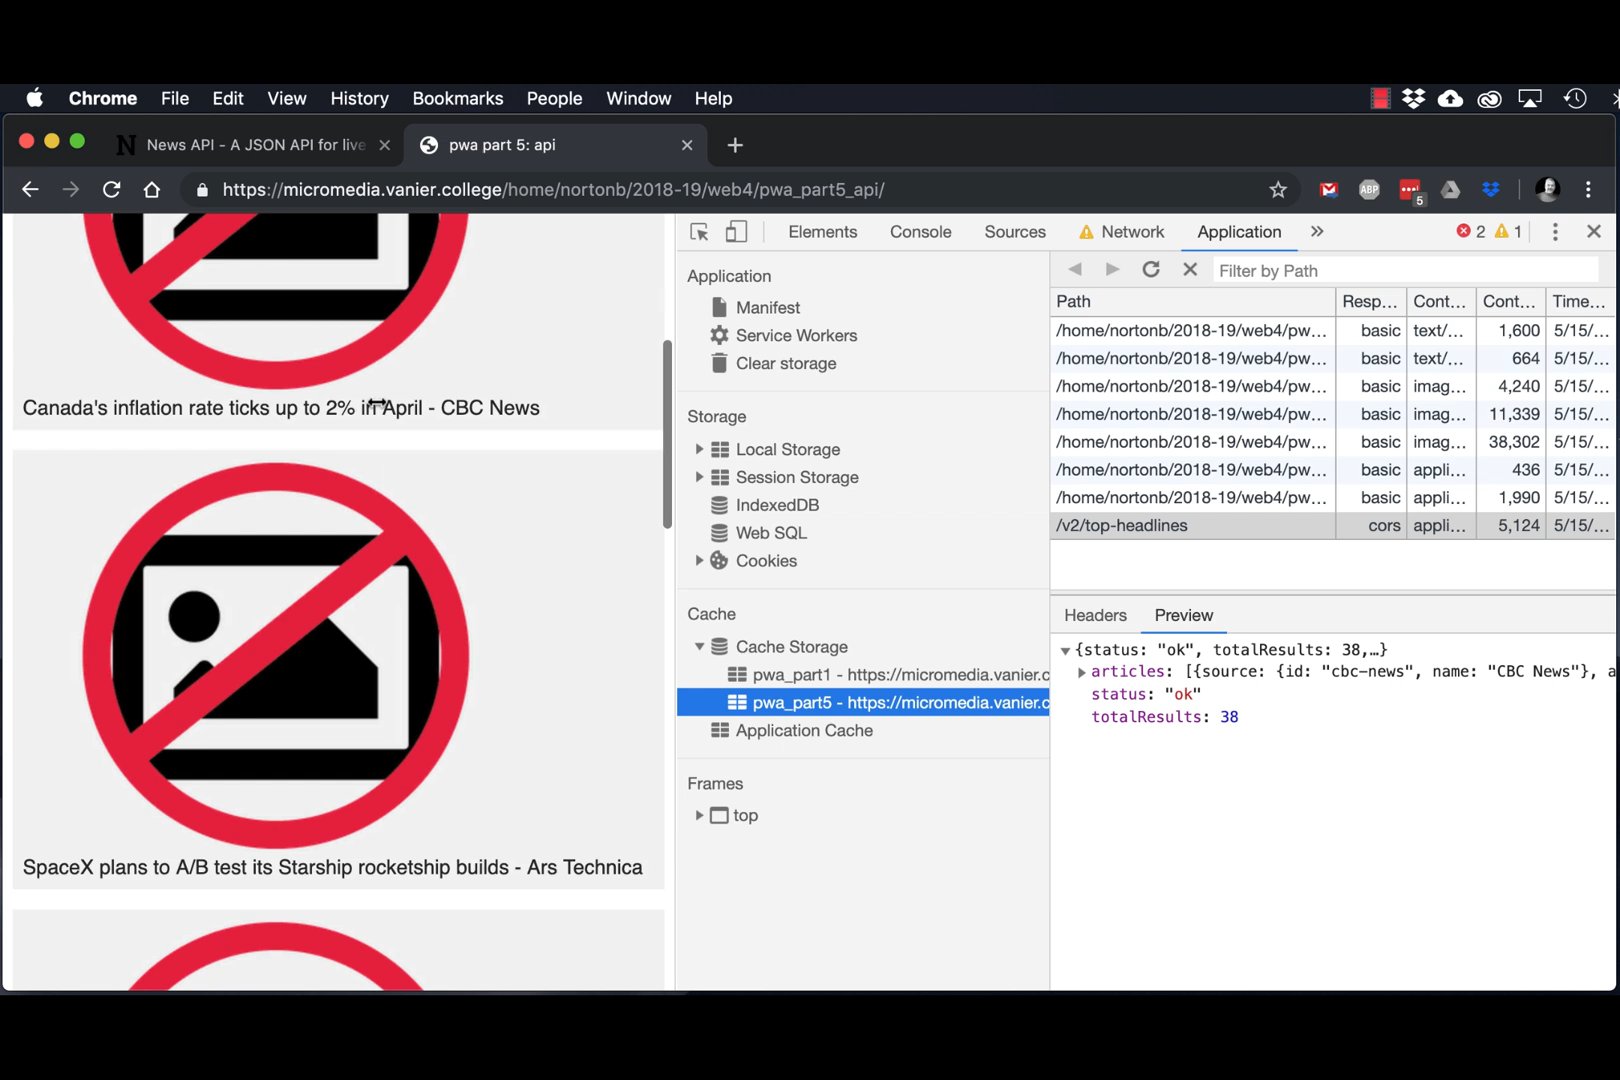 Chrome File Edit View History Bookmarks People Window Help
News API - A JSON API for live
pwa part 5: api
https://micromedia.vanier.college/home/nortonb/2018-19/web4/pwa_part5_api/
ABP
5
Canada's inflation rate ticks up to 2% in April - CBC News
SpaceX plans to A/B test its Starship rocketship builds - Ars Technica
Elements Console Sources Network Application » 2 1
Application
Manifest
Service Workers
Clear storage
Storage
Local Storage
Session Storage
IndexedDB
Web SQL
Cookies
Cache
Cache Storage
pwa_part1 - https://micromedia.vanier.c
pwa_part5 - https://micromedia.vanier.c
Application Cache
Frames
top
Filter by Path
Path Resp... Cont... Cont... Time...
/home/nortonb/2018-19/web4/pw... basic text/... 1,600 5/15/...
/home/nortonb/2018-19/web4/pw... basic text/... 664 5/15/...
/home/nortonb/2018-19/web4/pw... basic imag... 4,240 5/15/...
/home/nortonb/2018-19/web4/pw... basic imag... 11,339 5/15/...
/home/nortonb/2018-19/web4/pw... basic imag... 38,302 5/15/...
/home/nortonb/2018-19/web4/pw... basic appli... 436 5/15/...
/home/nortonb/2018-19/web4/pw... basic appli... 1,990 5/15/...
/v2/top-headlines cors appli... 5,124 5/15/...
Headers Preview
{status: "ok", totalResults: 38,…}
articles: [{source: {id: "cbc-news", name: "CBC News"}, a
status: "ok"
totalResults: 38